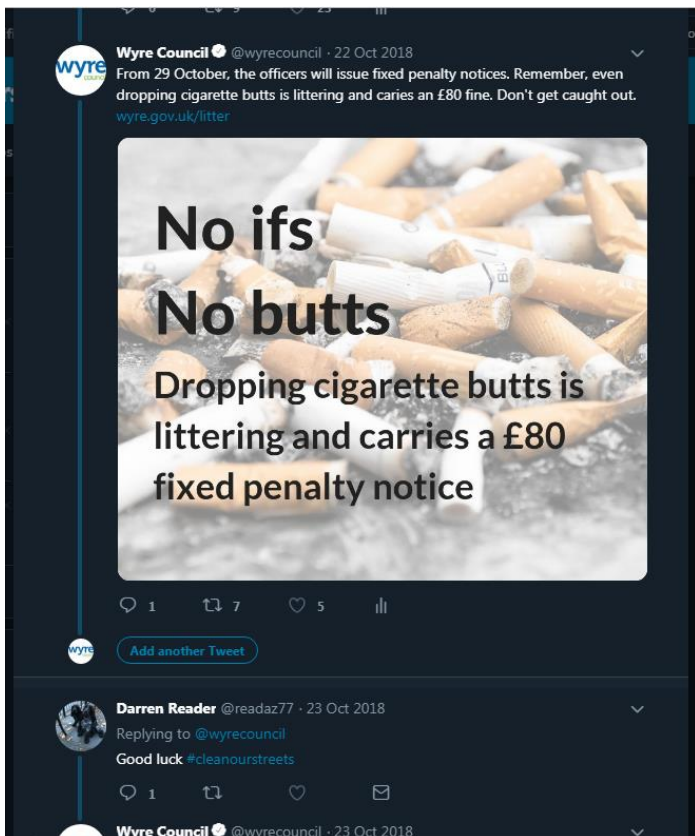 Wyre Council @wyrecouncil · 22 Oct 2018
wyre
council
From 29 October, the officers will issue fixed penalty notices. Remember, even
dropping cigarette butts is littering and caries an £80 fine. Don't get caught out.
wyre.gov.uk/litter
No ifs
No butts
Dropping cigarette butts is
littering and carries a £80
fixed penalty notice
1 7 5
wyre
Add another Tweet
Darren Reader @readaz77 · 23 Oct 2018
Replying to @wyrecouncil
Good luck #cleanourstreets
1
Wyre Council @wyrecouncil · 23 Oct 2018